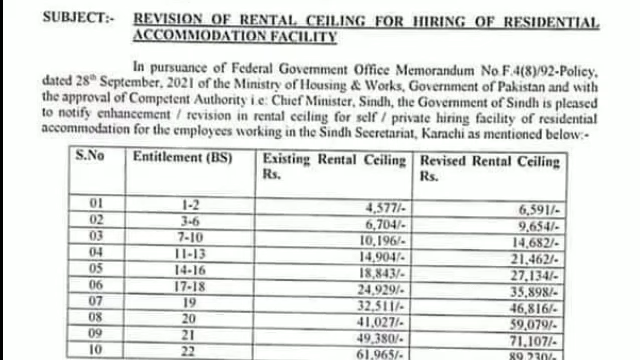 SUBJECT:- REVISION OF RENTAL CEILING FOR HIRING OF RESIDENTIAL
ACCOMMODATION FACILITY
In pursuance of Federal Government Office Memorandum No.F.4(8)/92-Policy,
dated 28th September, 2021 of the Ministry of Housing & Works, Government of Pakistan and with
the approval of Competent Authority i.e: Chief Minister, Sindh, the Government of Sindh is pleased
to notify enhancement / revision in rental ceiling for self / private hiring facility of residential
accommodation for the employees working in the Sindh Secretariat, Karachi as mentioned below:-
S.No Entitlement (BS) Existing Rental Ceiling Revised Rental Ceiling
Rs. Rs.
01 1-2 4,577/- 6,591/-
02 3-6 6,704/- 9,654/-
03 7-10 10,196/- 14,682/-
04 11-13 14,904/- 21,462/-
05 14-16 18,843/- 27,134/-
06 17-18 24,929/- 35,898/-
07 19 32,511/- 46,816/-
08 20 41,027/- 59,079/-
09 21 49,380/- 71,107/-
10 22 61,965/- 89,230/-